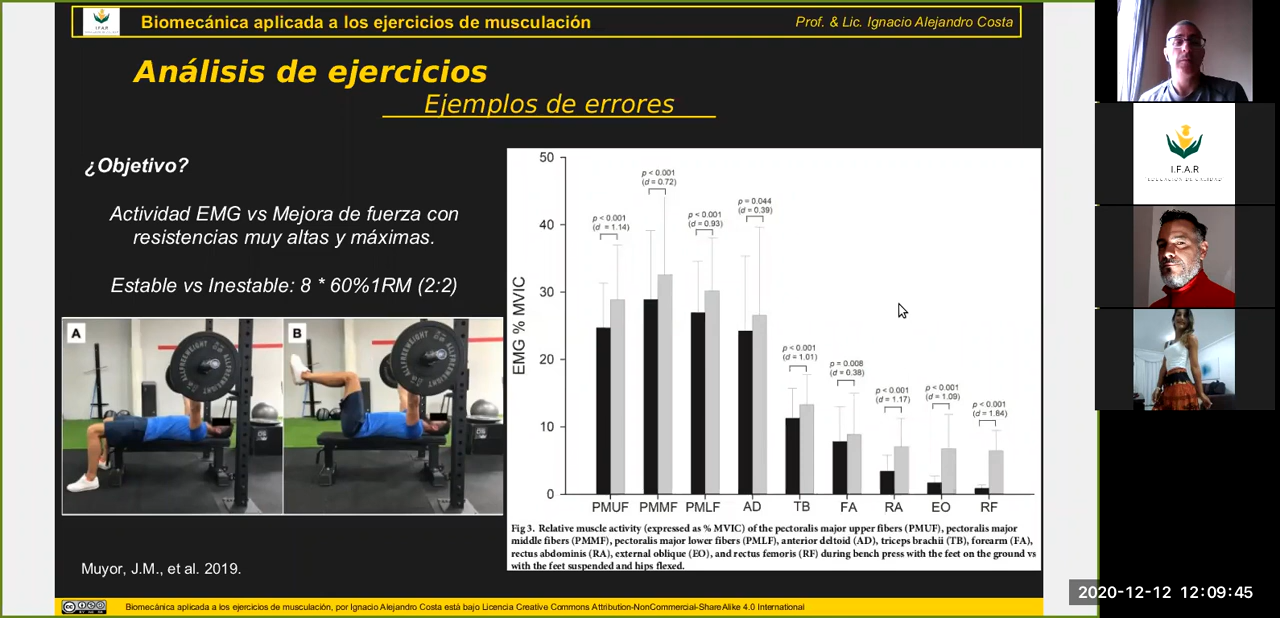 I.F.A.R
Biomecánica aplicada a los ejercicios de musculación
Prof. & Lic. Ignacio Alejandro Costa
Análisis de ejercicios
Ejemplos de errores
¿Objetivo?
Actividad EMG vs Mejora de fuerza con
resistencias muy altas y máximas.
Estable vs Inestable: 8 * 60%1RM (2:2)
A
B
Muyor, J.M., et al. 2019.
EMG % MVIC
50
40
30
20
10
0
p < 0.001
(d = 1.14)
p < 0.001
(d = 0.72)
p < 0.001
(d = 0.93)
p = 0.044
(d = 0.39)
p < 0.001
(d = 1.01)
p = 0.008
(d = 0.38)
p < 0.001
(d = 1.17)
p < 0.001
(d = 1.09)
p < 0.001
(d = 1.84)
PMUF PMMF PMLF AD TB FA RA EO RF
Fig 3. Relative muscle activity (expressed as % MVIC) of the pectoralis major upper fibers (PMUF), pectoralis major
middle fibers (PMMF), pectoralis major lower fibers (PMLF), anterior deltoid (AD), triceps brachii (TB), forearm (FA),
rectus abdominis (RA), external oblique (EO), and rectus femoris (RF) during bench press with the feet on the ground vs
with the feet suspended and hips flexed.
cc
Biomecánica aplicada a los ejercicios de musculación, por Ignacio Alejandro Costa está bajo Licencia Creative Commons Attribution-NonCommercial-ShareAlike 4.0 International
I.F.A.R
2020-12-12 12:09:45